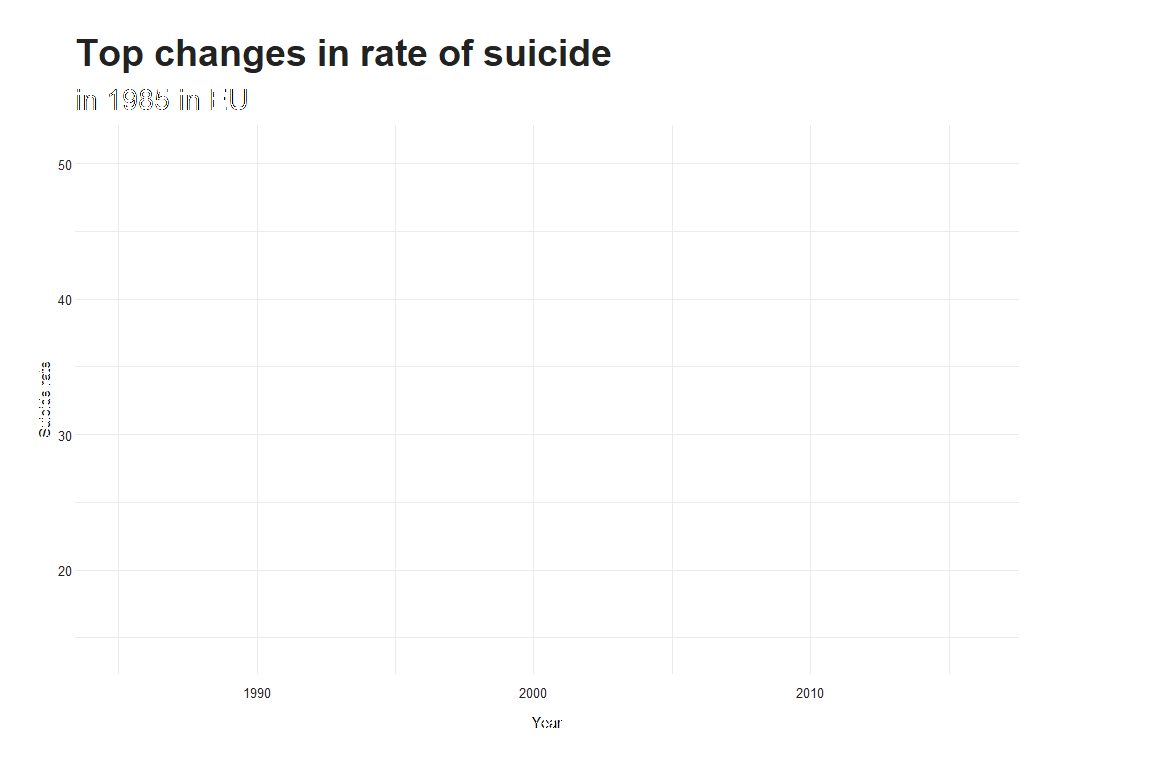 Top changes in rate of suicide
in 1985 in EU
50
40
30
20
Suicide rate
1990 2000 2010
Year